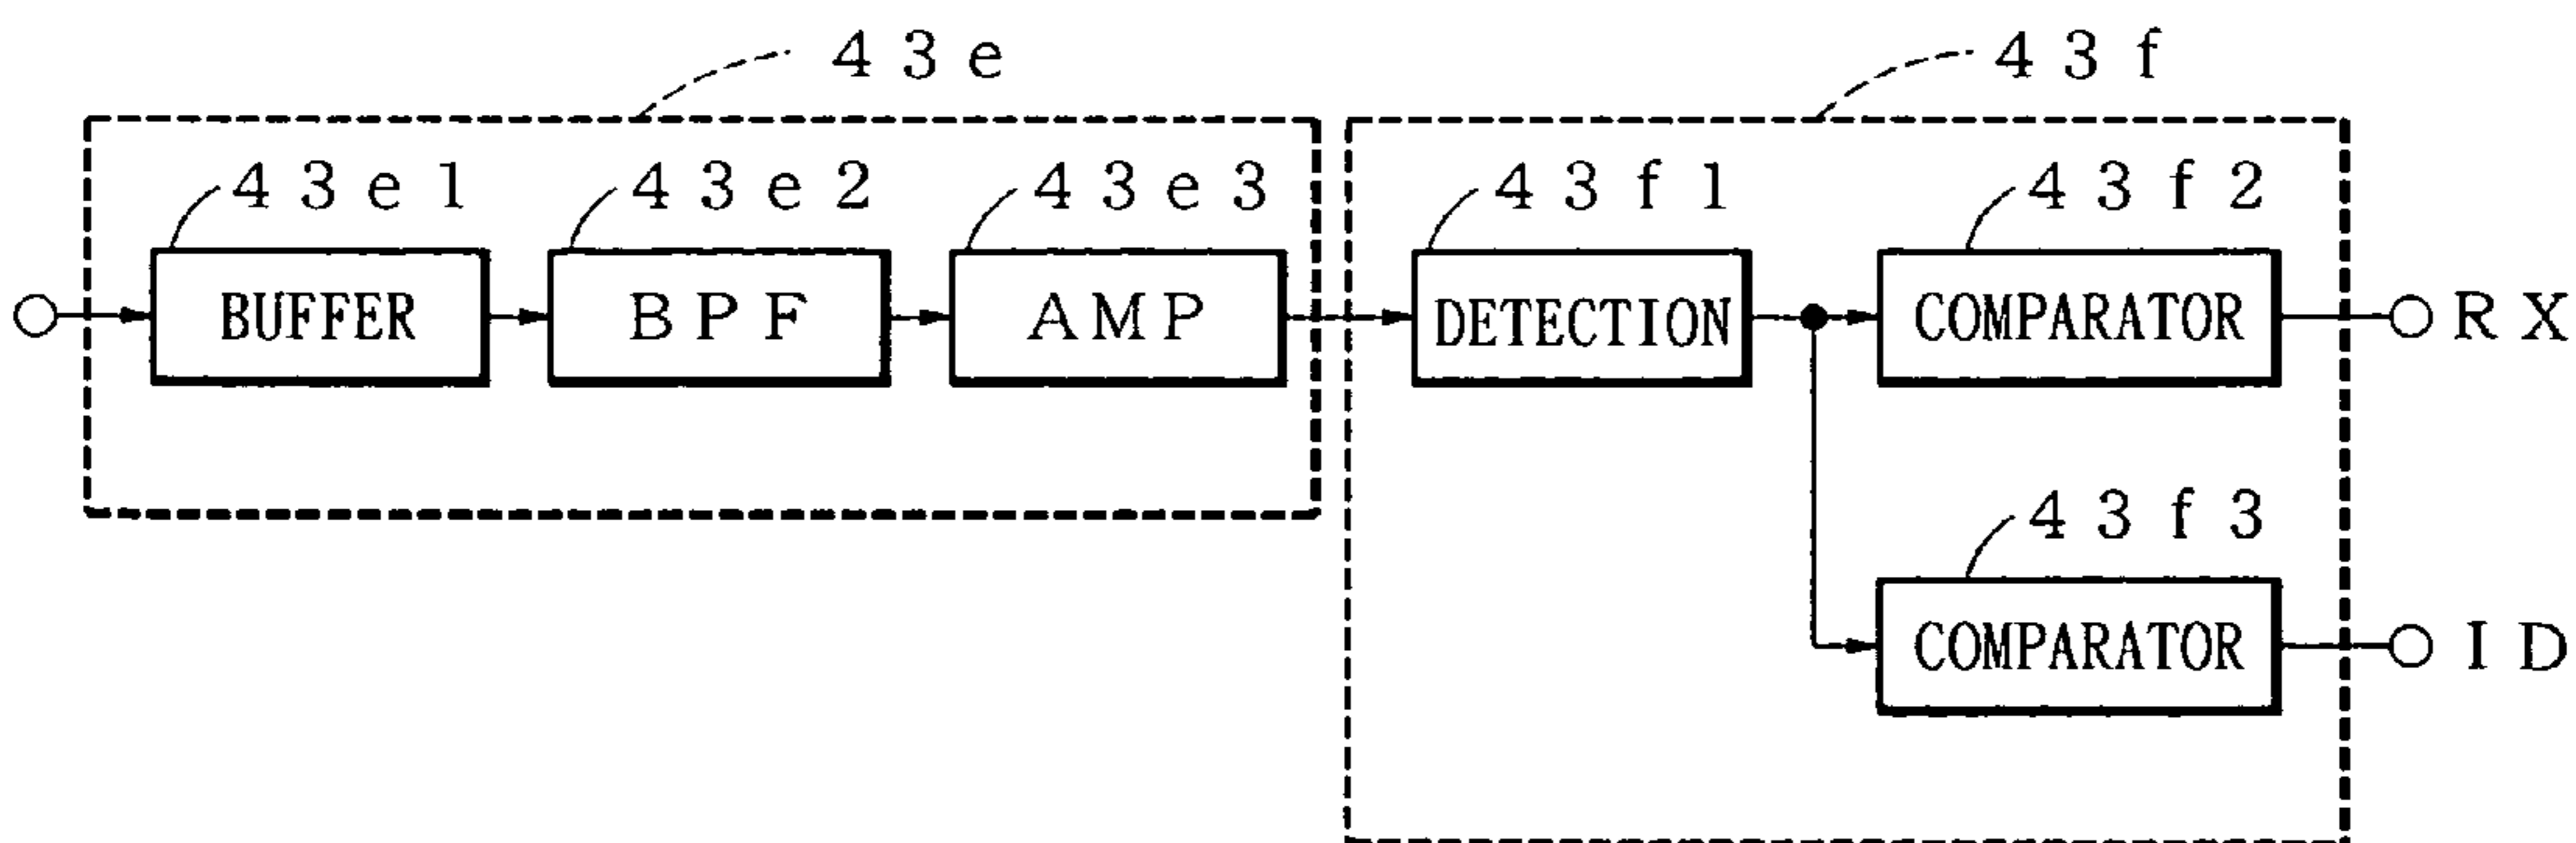 43e 43f
43e1 43e2 43e3 43f1 43f2
BUFFER BPF AMP DETECTION COMPARATOR RX
43f3
COMPARATOR ID